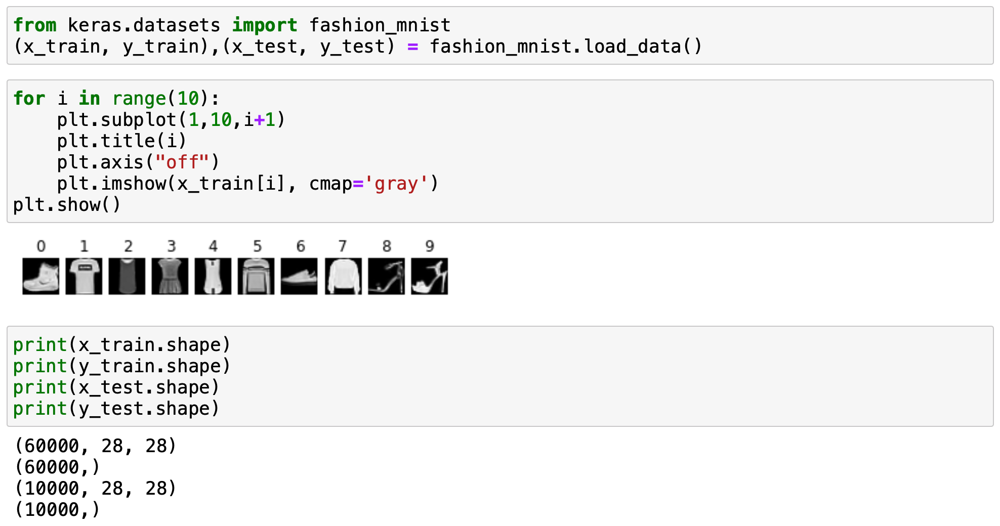 from keras.datasets import fashion_mnist
(x_train, y_train),(x_test, y_test) = fashion_mnist.load_data()
for i in range(10):
    plt.subplot(1,10,i+1)
    plt.title(i)
    plt.axis("off")
    plt.imshow(x_train[i], cmap='gray')
plt.show()
0 1 2 3 4 5 6 7 8 9
print(x_train.shape)
print(y_train.shape)
print(x_test.shape)
print(y_test.shape)
(60000, 28, 28)
(60000,)
(10000, 28, 28)
(10000,)